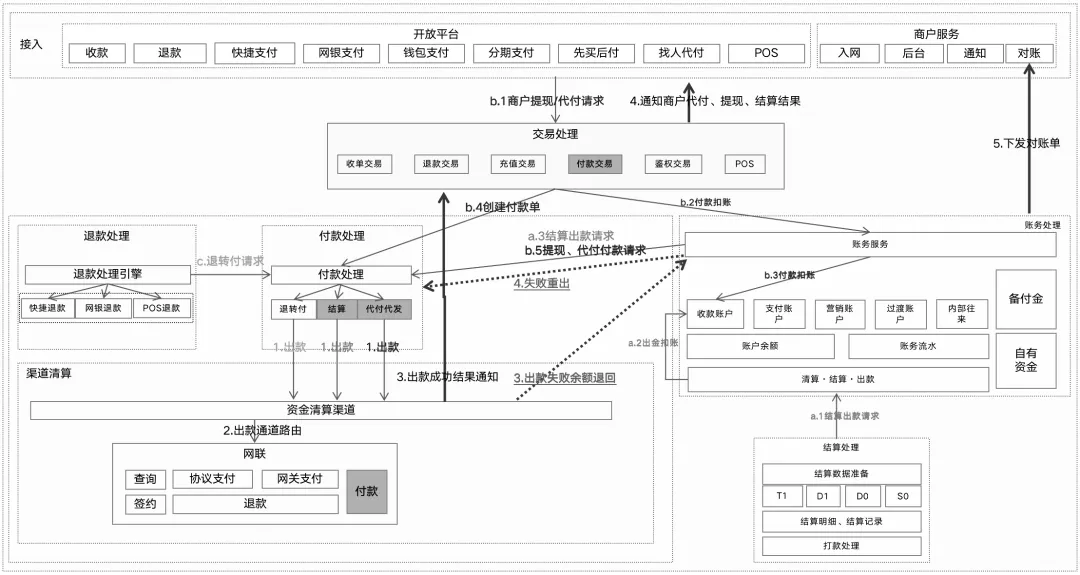 接入
开放平台
收款
退款
快捷支付
网银支付
钱包支付
分期支付
先买后付
找人代付
POS
商户服务
入网
后台
通知
对账
b.1商户提现/代付请求
4.通知商户代付、提现、结算结果
5.下发对账单
交易处理
收单交易
退款交易
充值交易
付款交易
鉴权交易
POS
b.4创建付款单
b.2付款扣账
退款处理
付款处理
账务处理
a.3结算出款请求
b.5提现、代付付款请求
账务服务
c.退转付请求
退款处理引擎
付款处理
4.失败重出
b.3付款扣账
快捷退款
网银退款
POS退款
退转付
结算
代付代发
收款账户
支付账
户
营销账
户
过渡账
户
内部往
来
备付金
1.出款
1.出款
1.出款
a.2出金扣账
账户余额
账务流水
自有
资金
渠道清算
3.出款成功结果通知
3.出款失败余额退回
清算·结算·出款
资金清算渠道
a.1结算出款请求
2.出款通道路由
网联
查询
协议支付
网关支付
付款
签约
退款
结算处理
结算数据准备
T1
D1
D0
S0
结算明细、结算记录
打款处理